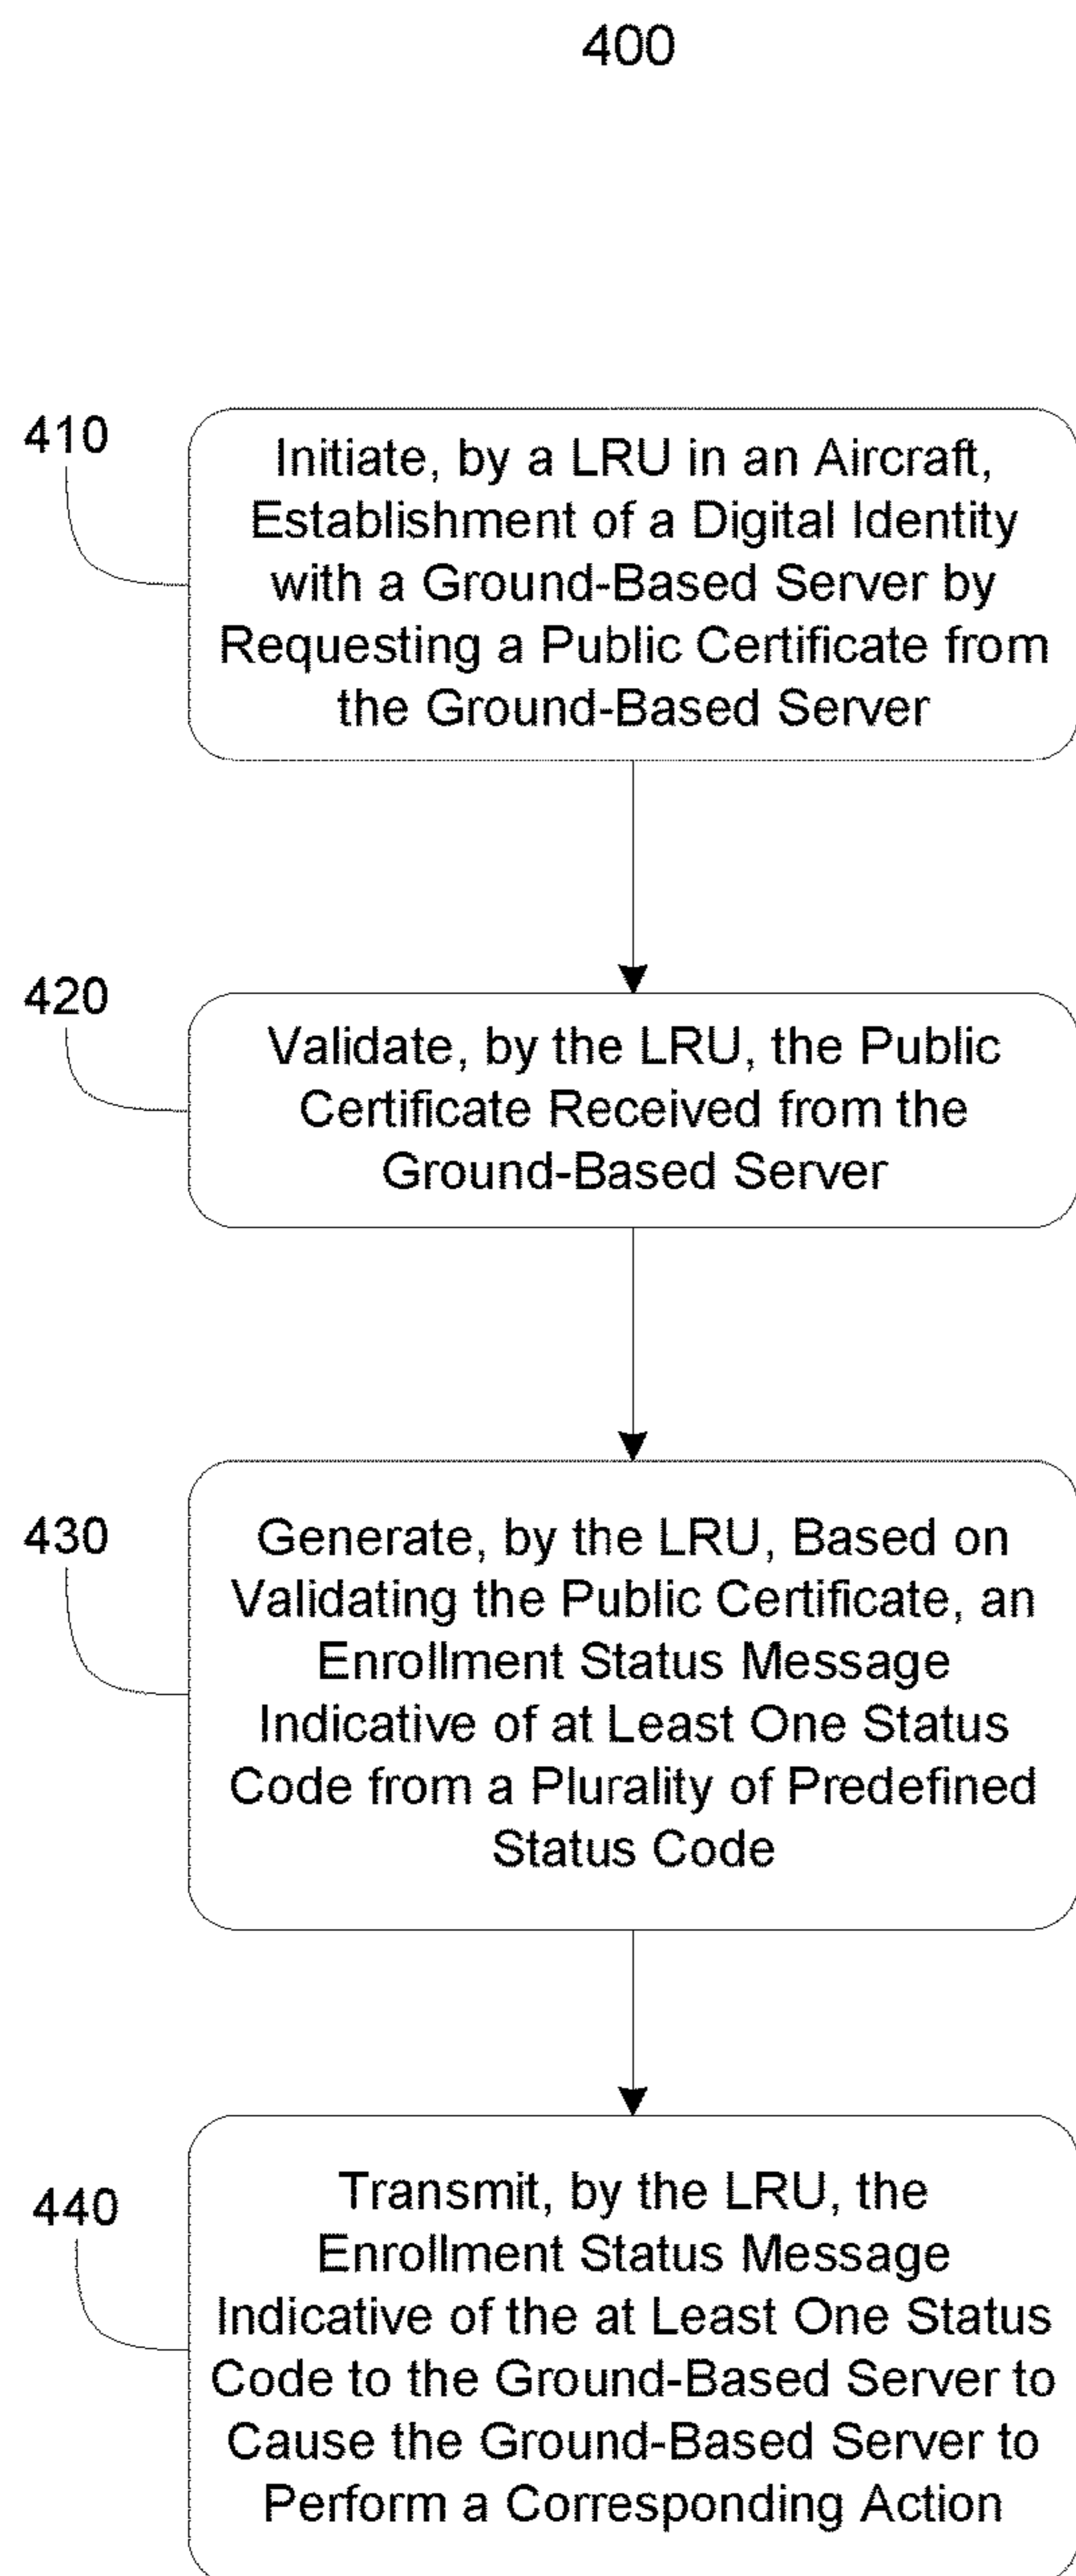 400
410
Initiate, by a LRU in an Aircraft,
Establishment of a Digital Identity
with a Ground-Based Server by
Requesting a Public Certificate from
the Ground-Based Server
420
Validate, by the LRU, the Public
Certificate Received from the
Ground-Based Server
430
Generate, by the LRU, Based on
Validating the Public Certificate, an
Enrollment Status Message
Indicative of at Least One Status
Code from a Plurality of Predefined
Status Code
440
Transmit, by the LRU, the
Enrollment Status Message
Indicative of the at Least One Status
Code to the Ground-Based Server to
Cause the Ground-Based Server to
Perform a Corresponding Action